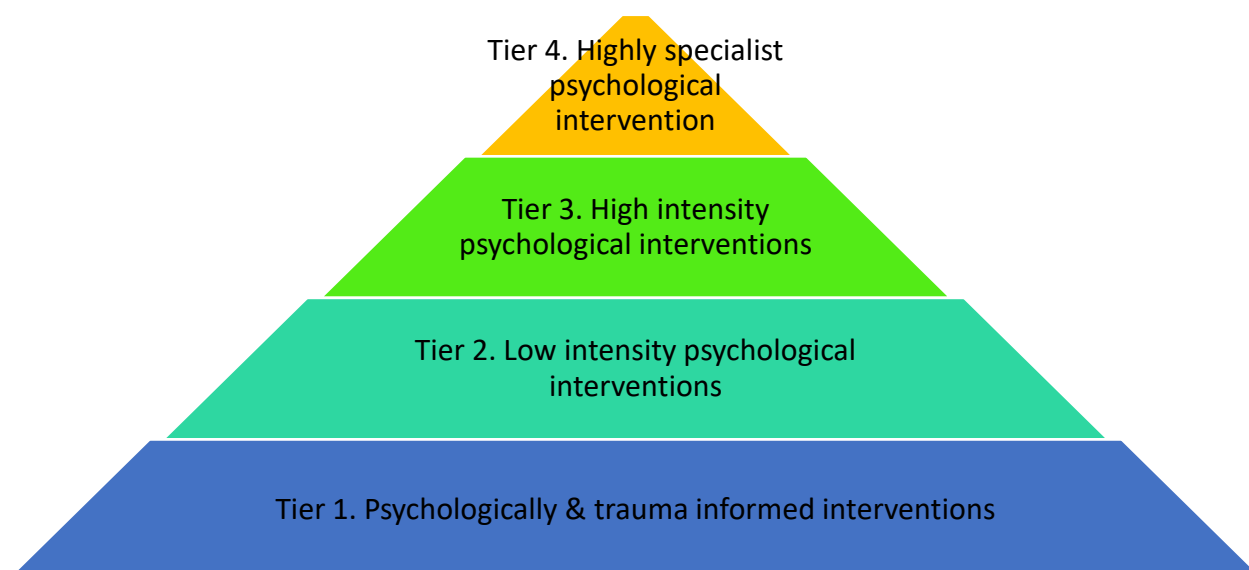 Tier 4. Highly specialist
psychological
intervention
Tier 3. High intensity
psychological interventions
Tier 2. Low intensity psychological
interventions
Tier 1. Psychologically & trauma informed interventions